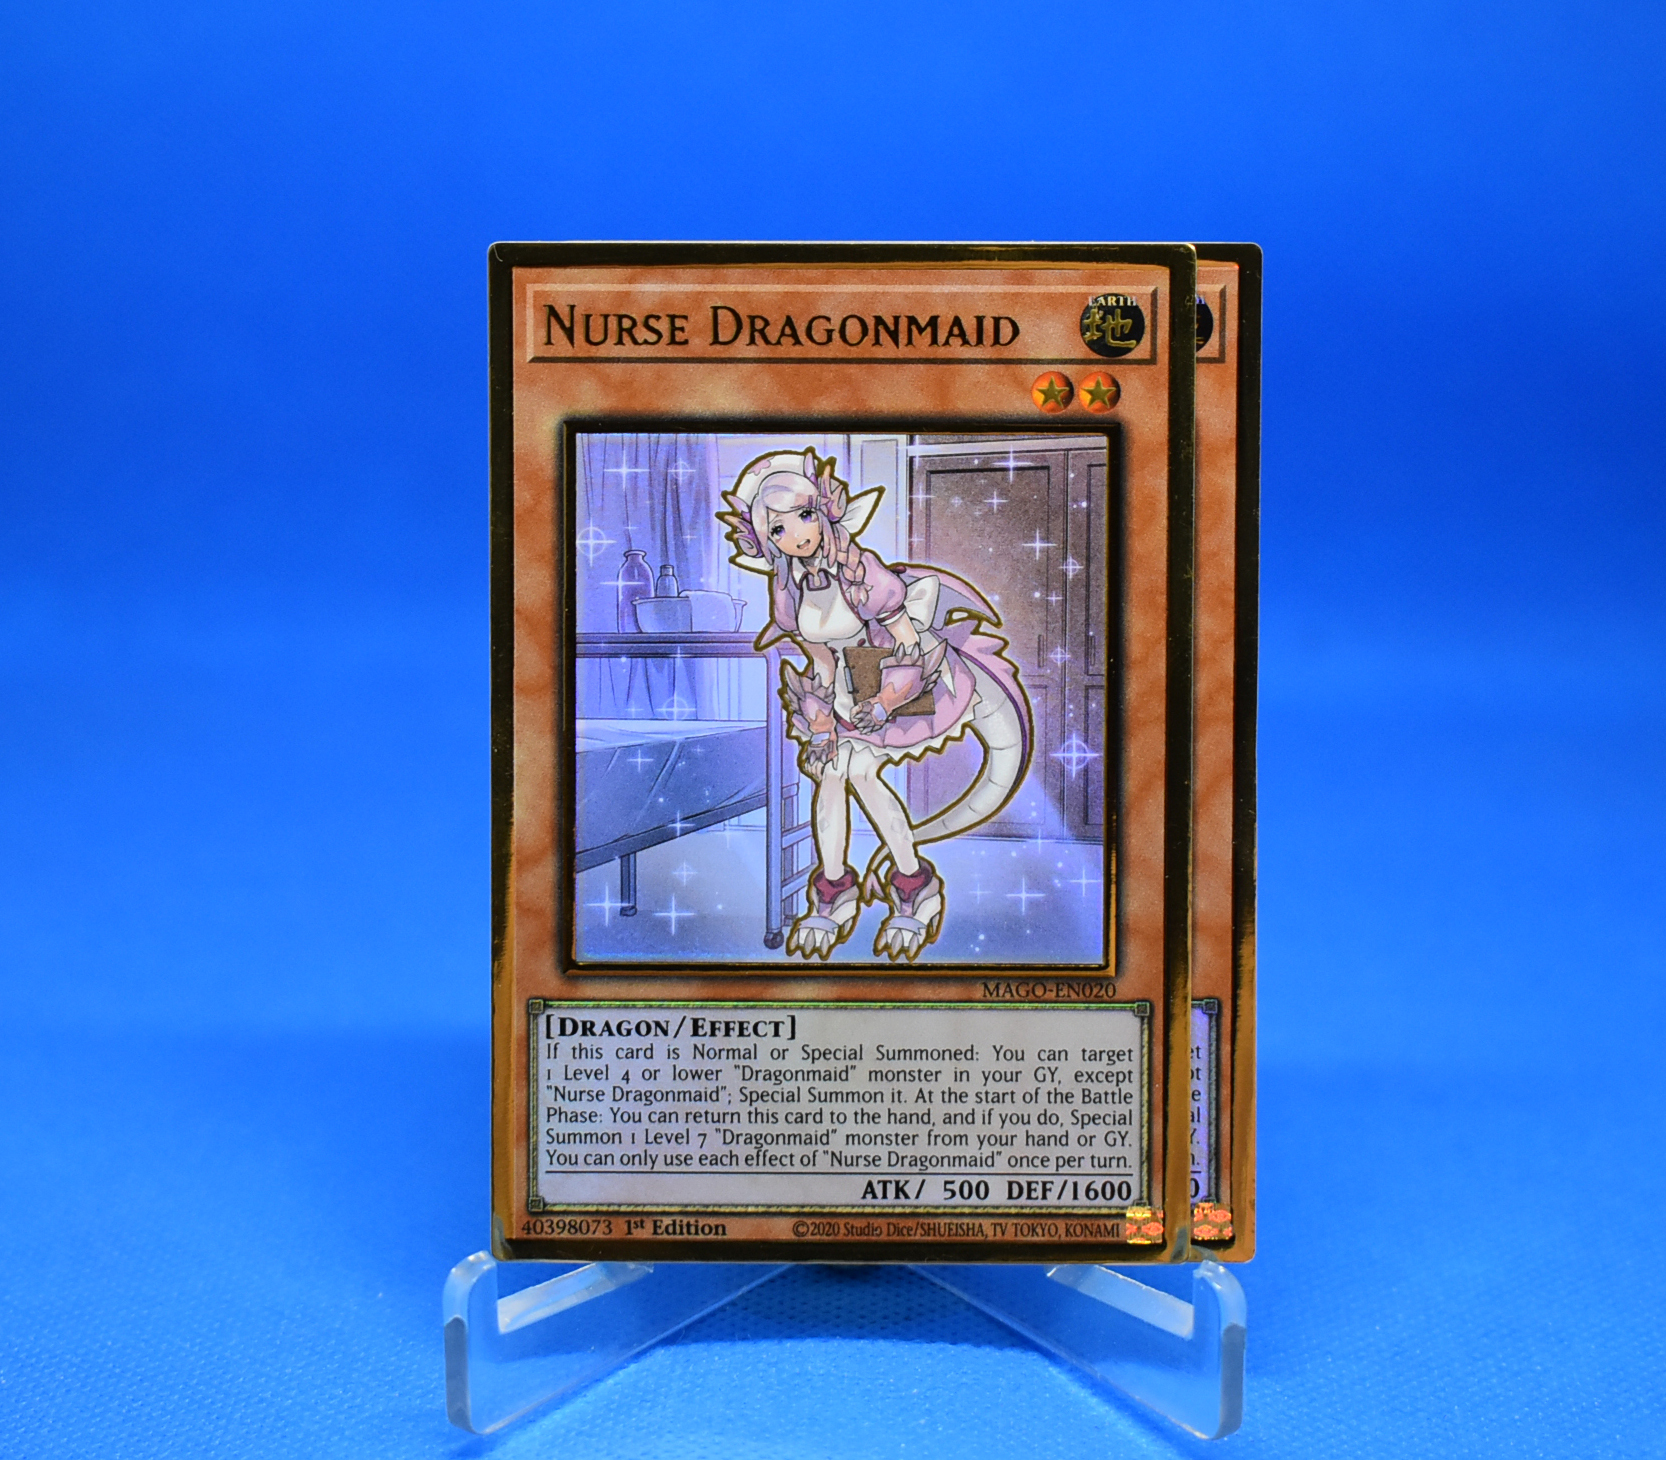 NURSE DRAGONMAID
EARTH
地
MAGO-EN020
[DRAGON/EFFECT]
If this card is Normal or Special Summoned: You can target
1 Level 4 or lower "Dragonmaid" monster in your GY, except
"Nurse Dragonmaid"; Special Summon it. At the start of the Battle
Phase: You can return this card to the hand, and if you do, Special
Summon 1 Level 7 "Dragonmaid" monster from your hand or GY.
You can only use each effect of "Nurse Dragonmaid" once per turn.
ATK/ 500 DEF/1600
40398073 1st Edition ©2020 Studio Dice/SHUEISHA, TV TOKYO, KONAMI